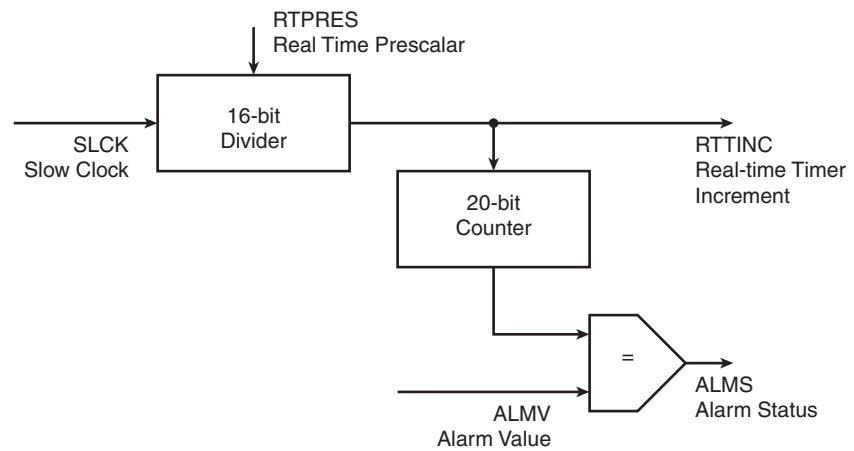 RTPRES
Real Time Prescalar
16-bit
Divider
SLCK
Slow Clock
RTTINC
Real-time Timer
Increment
20-bit
Counter
=
ALMV
Alarm Value
ALMS
Alarm Status